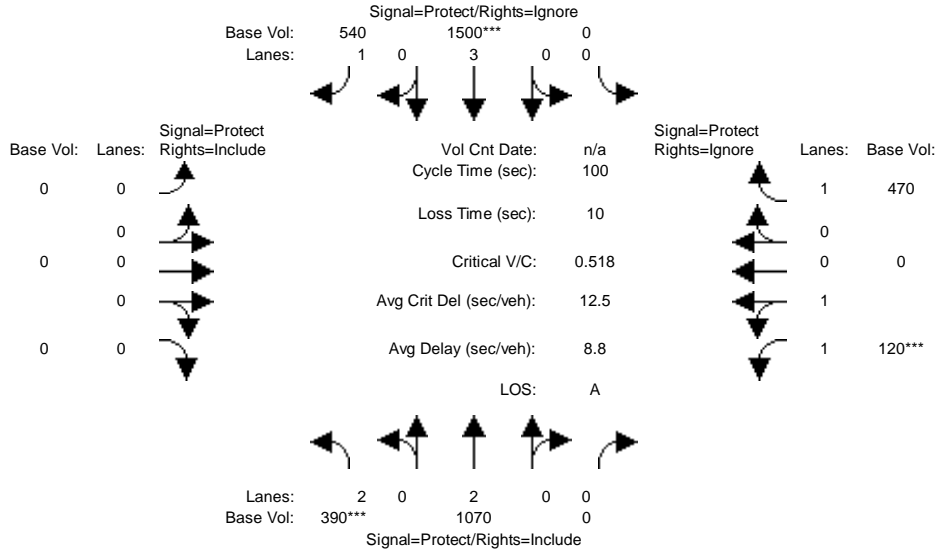 Signal=Protect/Rights=Ignore
Base Vol: 540 1500*** 0
Lanes: 1 0 3 0 0
Signal=Protect Signal=Protect
Base Vol: Lanes: Rights=Include Vol Cnt Date: n/a Rights=Ignore Lanes: Base Vol:
Cycle Time (sec): 100
0 0 1 470
Loss Time (sec): 10
0 0
0 0 Critical V/C: 0.518 0 0
0 Avg Crit Del (sec/veh): 12.5 1
0 0 Avg Delay (sec/veh): 8.8 1 120***
LOS: A
Lanes: 2 0 2 0 0
Base Vol: 390*** 1070 0
Signal=Protect/Rights=Include